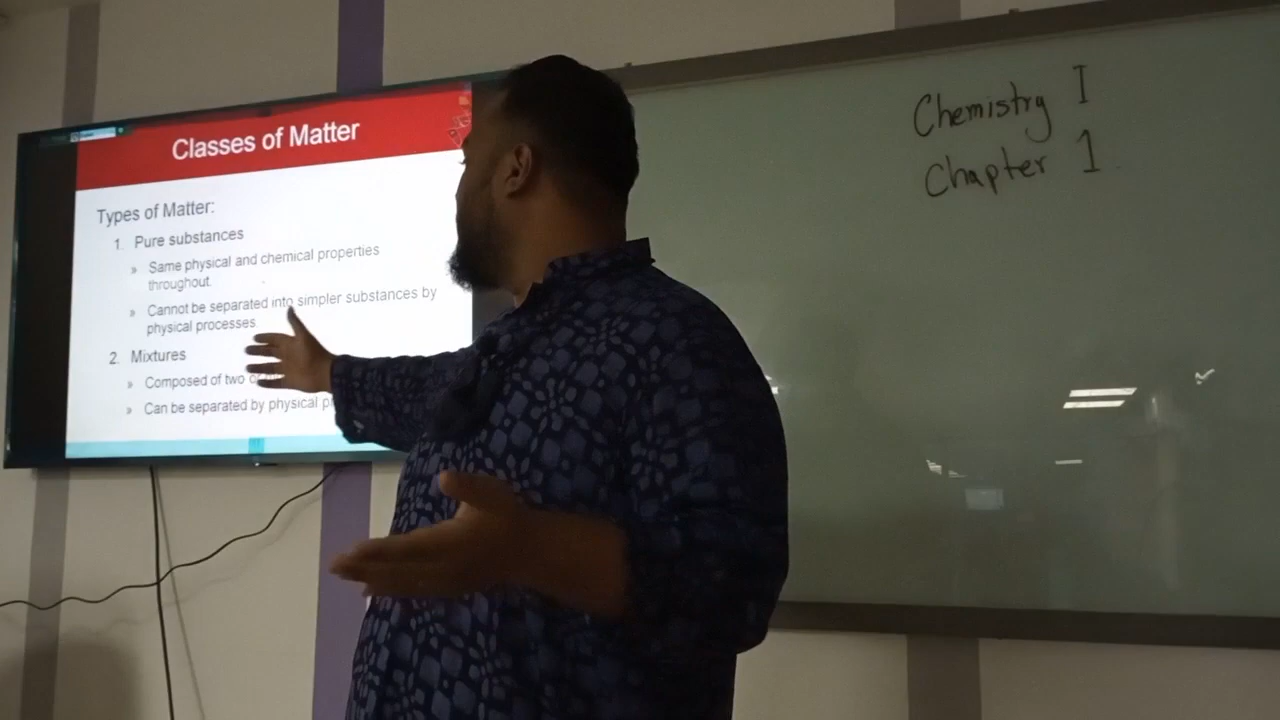 Classes of Matter
Types of Matter:
1. Pure substances
» Same physical and chemical properties
throughout.
» Cannot be separated into simpler substances by
physical processes.
2. Mixtures
» Composed of two or
» Can be separated by physical
Chemistry I
Chapter 1